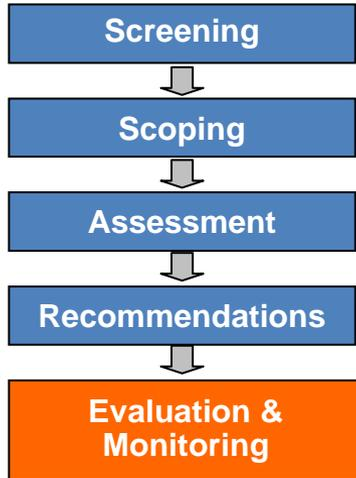 Screening
Scoping
Assessment
Recommendations
Evaluation &
Monitoring